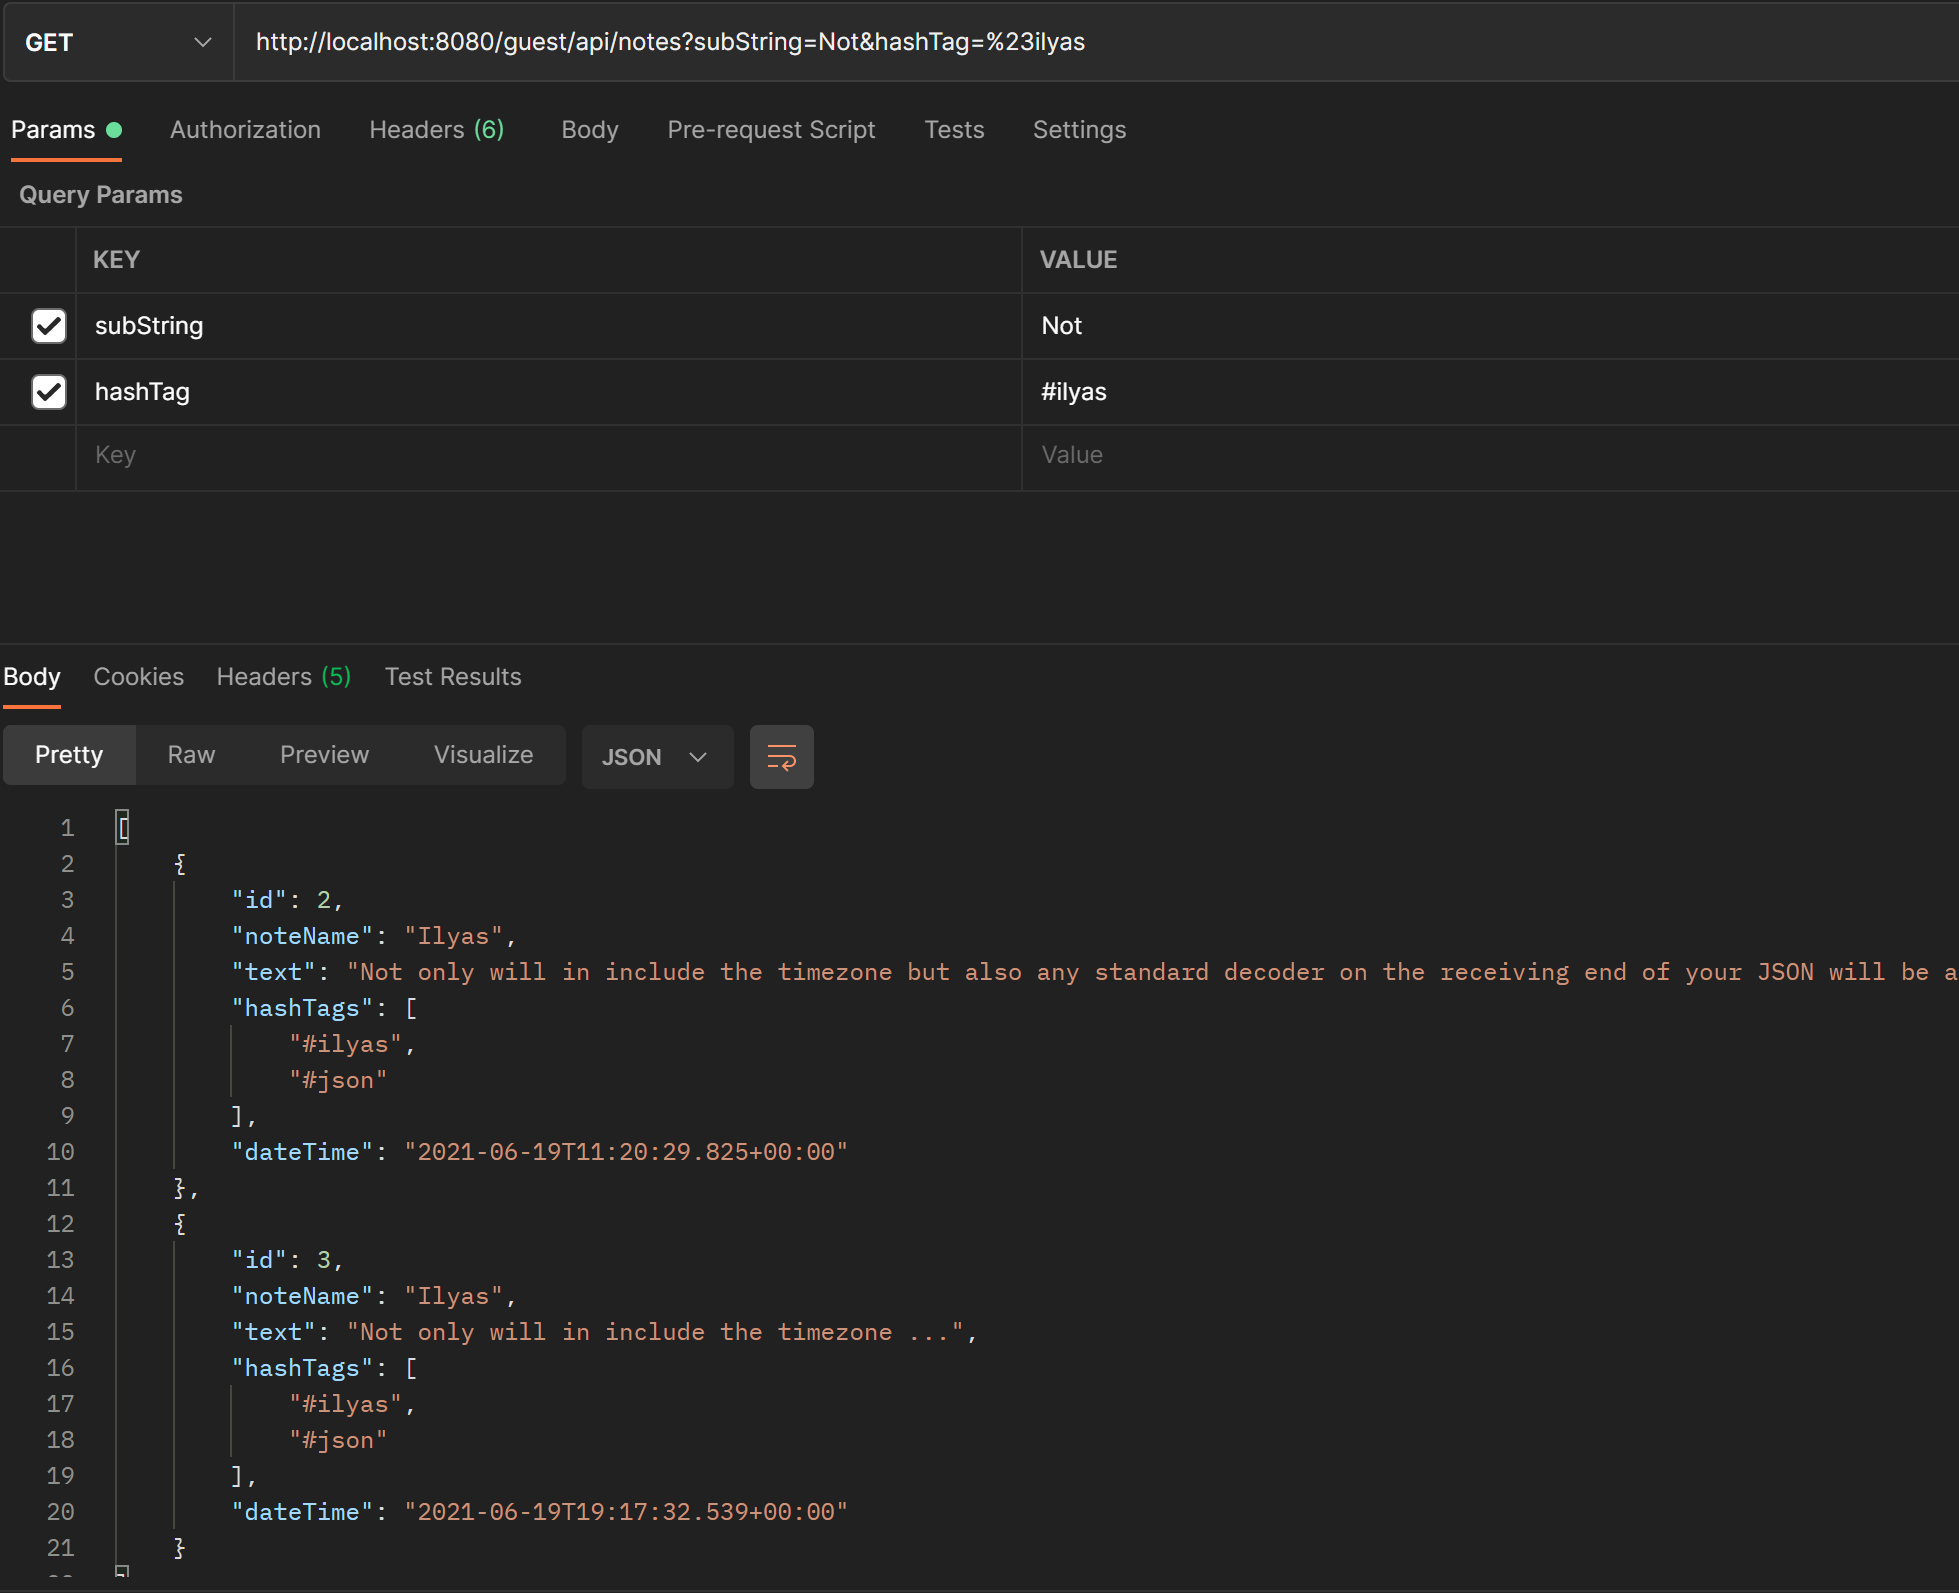 GET http://localhost:8080/guest/api/notes?subString=Not&hashTag=%23ilyas
Params Authorization Headers (6) Body Pre-request Script Tests Settings
Query Params
KEY VALUE
subString Not
hashTag #ilyas
Key Value
Body Cookies Headers (5) Test Results
Pretty Raw Preview Visualize JSON
1 [
2 {
3 "id": 2,
4 "noteName": "Ilyas",
5 "text": "Not only will in include the timezone but also any standard decoder on the receiving end of your JSON will be a
6 "hashTags": [
7 "#ilyas",
8 "#json"
9 ],
10 "dateTime": "2021-06-19T11:20:29.825+00:00"
11 },
12 {
13 "id": 3,
14 "noteName": "Ilyas",
15 "text": "Not only will in include the timezone ...",
16 "hashTags": [
17 "#ilyas",
18 "#json"
19 ],
20 "dateTime": "2021-06-19T19:17:32.539+00:00"
21 }